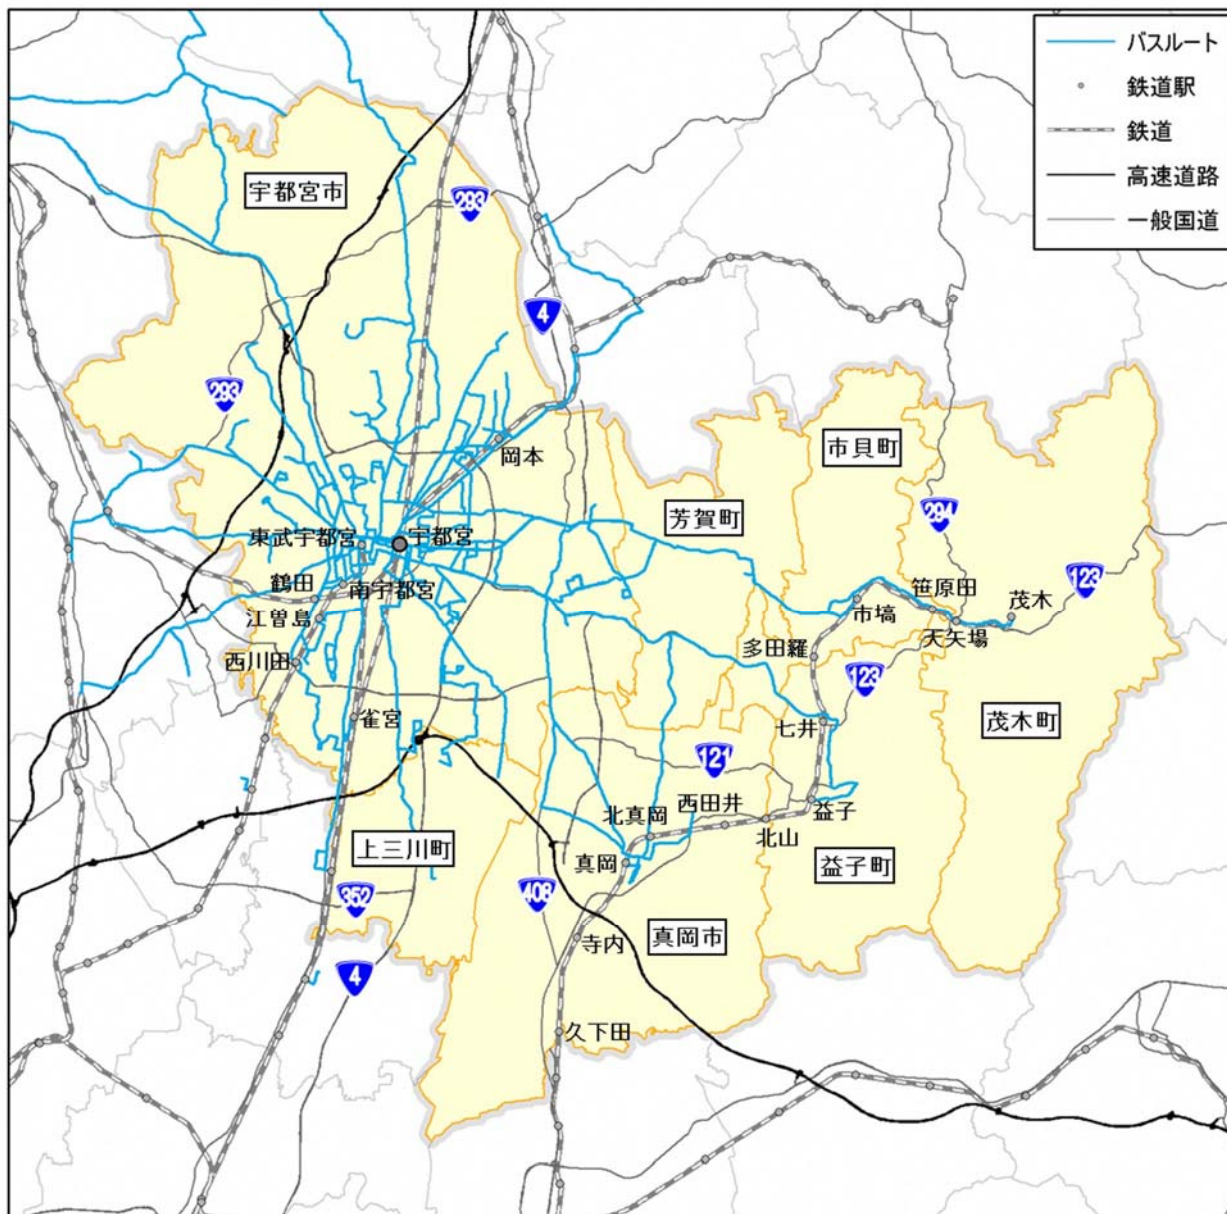 バスルート
鉄道駅
鉄道
高速道路
一般国道
宇都宮市
293
4
293
岡本
市貝町
芳賀町
294
東武宇都宮
宇都宮
鶴田
南宇都宮
江曽島
西川田
123
笹原田
茂木
市塙
天矢場
多田羅
123
雀宮
七井
茂木町
121
西田井
北真岡
益子
北山
上三川町
真岡
益子町
352
408
真岡市
寺内
4
久下田